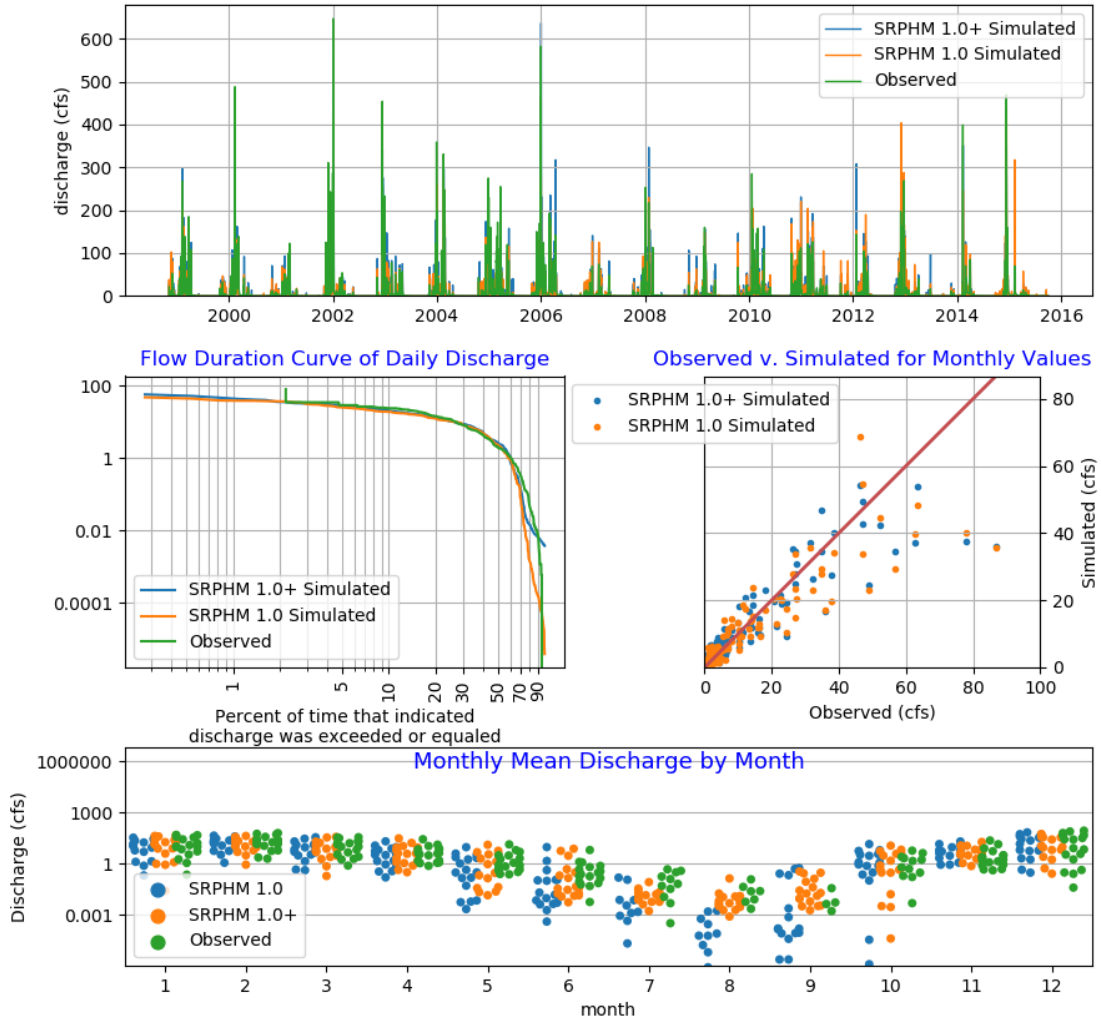 600
500
400
300
200
100
0
discharge (cfs)
SRPHM 1.0+ Simulated
SRPHM 1.0 Simulated
Observed
2000 2002 2004 2006 2008 2010 2012 2014 2016
Flow Duration Curve of Daily Discharge
100
1
0.01
0.0001
SRPHM 1.0+ Simulated
SRPHM 1.0 Simulated
Observed
1 5 10 20 30 50 70 90
Percent of time that indicated
discharge was exceeded or equaled
Observed v. Simulated for Monthly Values
SRPHM 1.0+ Simulated
SRPHM 1.0 Simulated
80
60
40
20
0
Simulated (cfs)
0 20 40 60 80 100
Observed (cfs)
Monthly Mean Discharge by Month
1000000
1000
1
0.001
Discharge (cfs)
SRPHM 1.0
SRPHM 1.0+
Observed
1 2 3 4 5 6 7 8 9 10 11 12
month